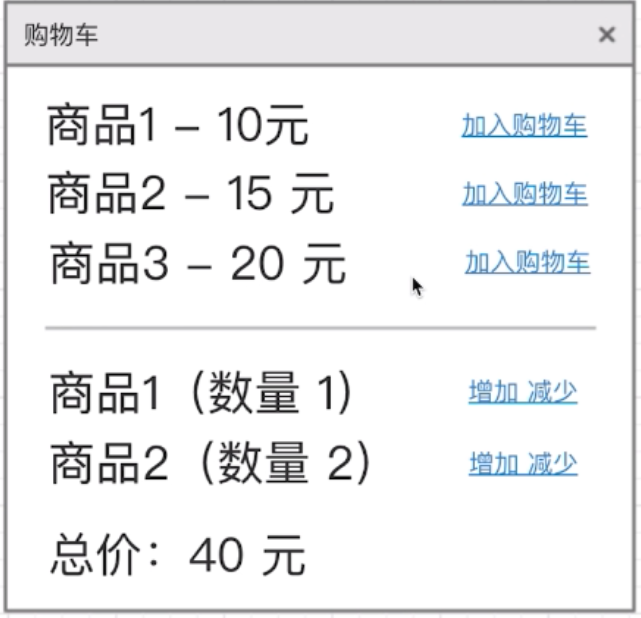 购物车
商品1 – 10元 加入购物车
商品2 – 15 元 加入购物车
商品3 – 20 元 加入购物车
商品1（数量 1） 增加 减少
商品2（数量 2） 增加 减少
总价：40 元